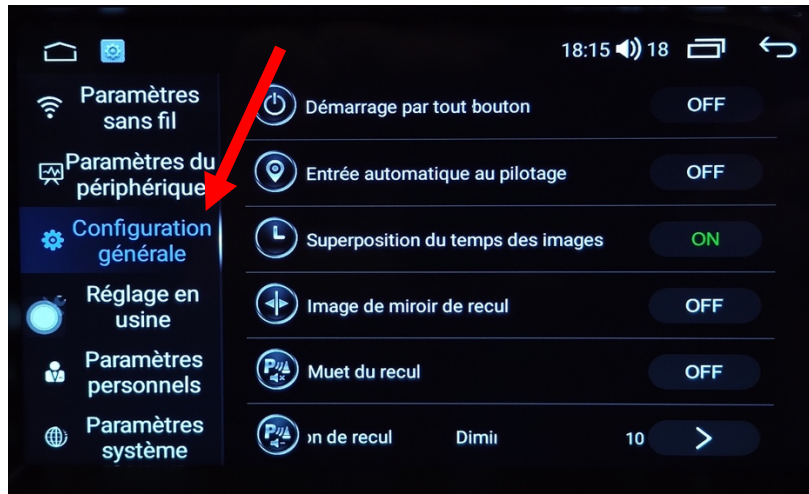 18:15 18
Paramètres
sans fil
Démarrage par tout bouton OFF
Paramètres du
périphérique
Entrée automatique au pilotage OFF
Configuration
générale
Superposition du temps des images ON
Réglage en
usine
Image de miroir de recul OFF
Paramètres
personnels
Muet du recul OFF
Paramètres
système
on de recul Dimin 10 >